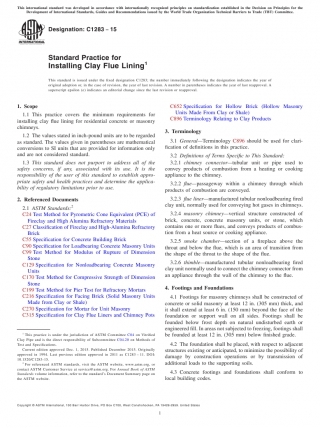 This international standard was developed in accordance with internationally recognized principles on standardization established in the Decision on Principles for the
Development of International Standards, Guides and Recommendations issued by the World Trade Organization Technical Barriers to Trade (TBT) Committee.
Designation: C1283 − 15
Standard Practice for
Installing Clay Flue Lining1
This standard is issued under the fixed designation C1283; the number immediately following the designation indicates the year of
original adoption or, in the case of revision, the year of last revision. A number in parentheses indicates the year of last reapproval. A
superscript epsilon (ε) indicates an editorial change since the last revision or reapproval.
1. Scope
1.1 This practice covers the minimum requirements for
installing clay flue lining for residential concrete or masonry
chimneys.
1.2 The values stated in inch-pound units are to be regarded
as standard. The values given in parentheses are mathematical
conversions to SI units that are provided for information only
and are not considered standard.
1.3 This standard does not purport to address all of the
safety concerns, if any, associated with its use. It is the
responsibility of the user of this standard to establish appro-
priate safety and health practices and determine the applica-
bility of regulatory limitations prior to use.
2. Referenced Documents
2.1 ASTM Standards:2
C24 Test Method for Pyrometric Cone Equivalent (PCE) of
Fireclay and High Alumina Refractory Materials
C27 Classification of Fireclay and High-Alumina Refractory
Brick
C55 Specification for Concrete Building Brick
C90 Specification for Loadbearing Concrete Masonry Units
C99 Test Method for Modulus of Rupture of Dimension
Stone
C129 Specification for Nonloadbearing Concrete Masonry
Units
C170 Test Method for Compressive Strength of Dimension
Stone
C199 Test Method for Pier Test for Refractory Mortars
C216 Specification for Facing Brick (Solid Masonry Units
Made from Clay or Shale)
C270 Specification for Mortar for Unit Masonry
C315 Specification for Clay Flue Liners and Chimney Pots
1 This practice is under the jurisdiction of ASTM Committee C15 on
Current edition approved Dec. 1, 2015. Published December 2015. Originally
approved in 1994. Last previous edition approved in 2011 as C1283 – 11. DOI:
10.1520/C1283-15.
2 For referenced ASTM standards, visit the ASTM website, www.astm.org, or
contact ASTM Customer Service at service@astm.org. For Annual Book of ASTM
Standards volume information, refer to the standard's Document Summary page on
the ASTM website.
C652 Specification for Hollow Brick (Hollow Masonry
Units Made From Clay or Shale)
C896 Terminology Relating to Clay Products
3. Terminology
3.1 General—Terminology C896 should be used for clari-
fication of definitions in this practice.
3.2 Definitions of Terms Specific to This Standard:
3.2.1 chimney connector—tubular unit or pipe used to
convey products of combustion from a heating or cooking
appliance to the chimney.
3.2.2 flue—passageway within a chimney through which
products of combustion are conveyed.
3.2.3 flue liner—manufactured tubular nonloadbearing fired
clay unit, normally used for conveying hot gases in chimneys.
3.2.4 masonry chimney—vertical structure constructed of
brick, concrete, concrete masonry units, or stone, which
contains one or more flues, and conveys products of combus-
tion from a heat source or cooking appliance.
3.2.5 smoke chamber—section of a fireplace above the
throat and below the flue, which is an area of transition from
the shape of the throat to the shape of the flue.
3.2.6 thimble—manufactured tubular nonloadbearing fired
clay unit normally used to connect the chimney connector from
an appliance through the wall of the chimney to the flue.
4. Footings and Foundations
4.1 Footings for masonry chimneys shall be constructed of
concrete or solid masonry at least 12 in. (305 mm) thick, and
it shall extend at least 6 in. (150 mm) beyond the face of the
foundation or support wall on all sides. Footings shall be
founded below frost depth on natural undisturbed earth or
engineered fill. In areas not subjected to freezing, footings shall
be founded at least 12 in. (305 mm) below finished grade.
4.2 The foundation shall be placed, with respect to adjacent
structures existing or anticipated, to minimize the possibility of
damage by construction operations or by transmission of
additional loads to the supporting soils.
4.3 Concrete footings and foundations shall conform to
local building codes.
Copyright © ASTM International, 100 Barr Harbor Drive, PO Box C700, West Conshohocken, PA 19428-2959. United States
1